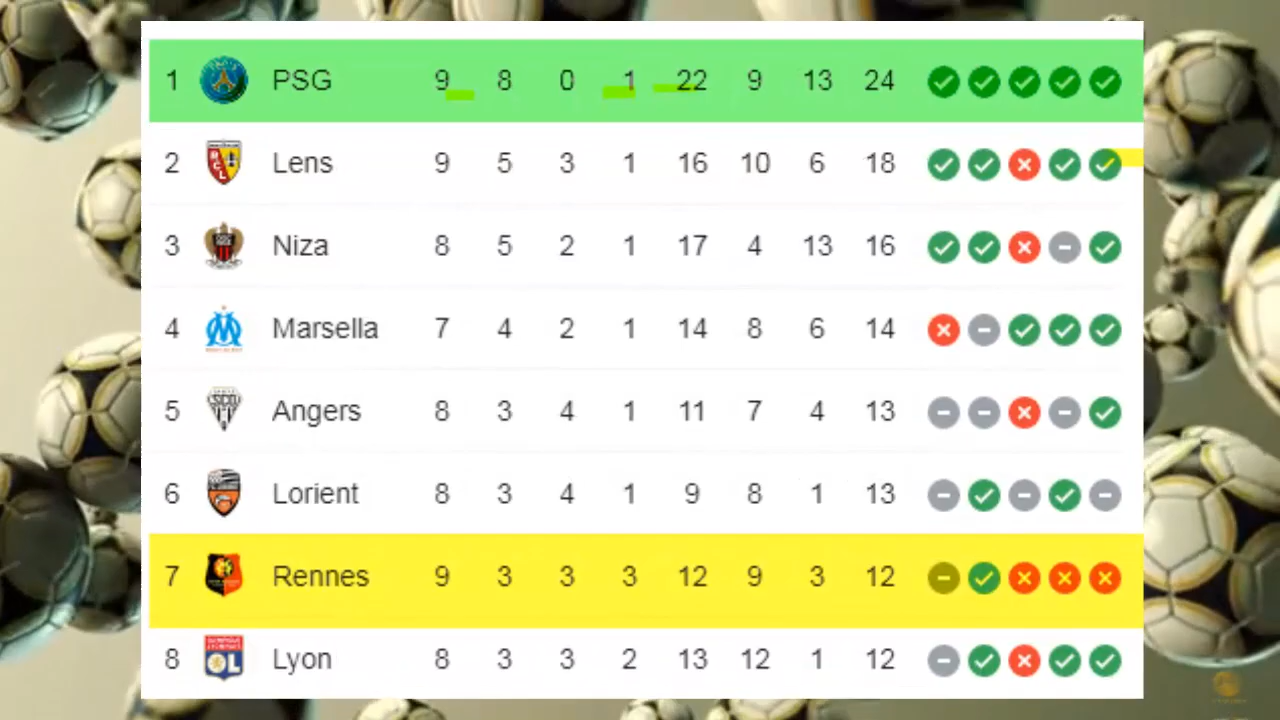 1 PSG 9 8 0 1 22 9 13 24
2 Lens 9 5 3 1 16 10 6 18
3 Niza 8 5 2 1 17 4 13 16
4 Marsella 7 4 2 1 14 8 6 14
5 Angers 8 3 4 1 11 7 4 13
6 Lorient 8 3 4 1 9 8 1 13
7 Rennes 9 3 3 3 12 9 3 12
8 OL Lyon 8 3 3 2 13 12 1 12